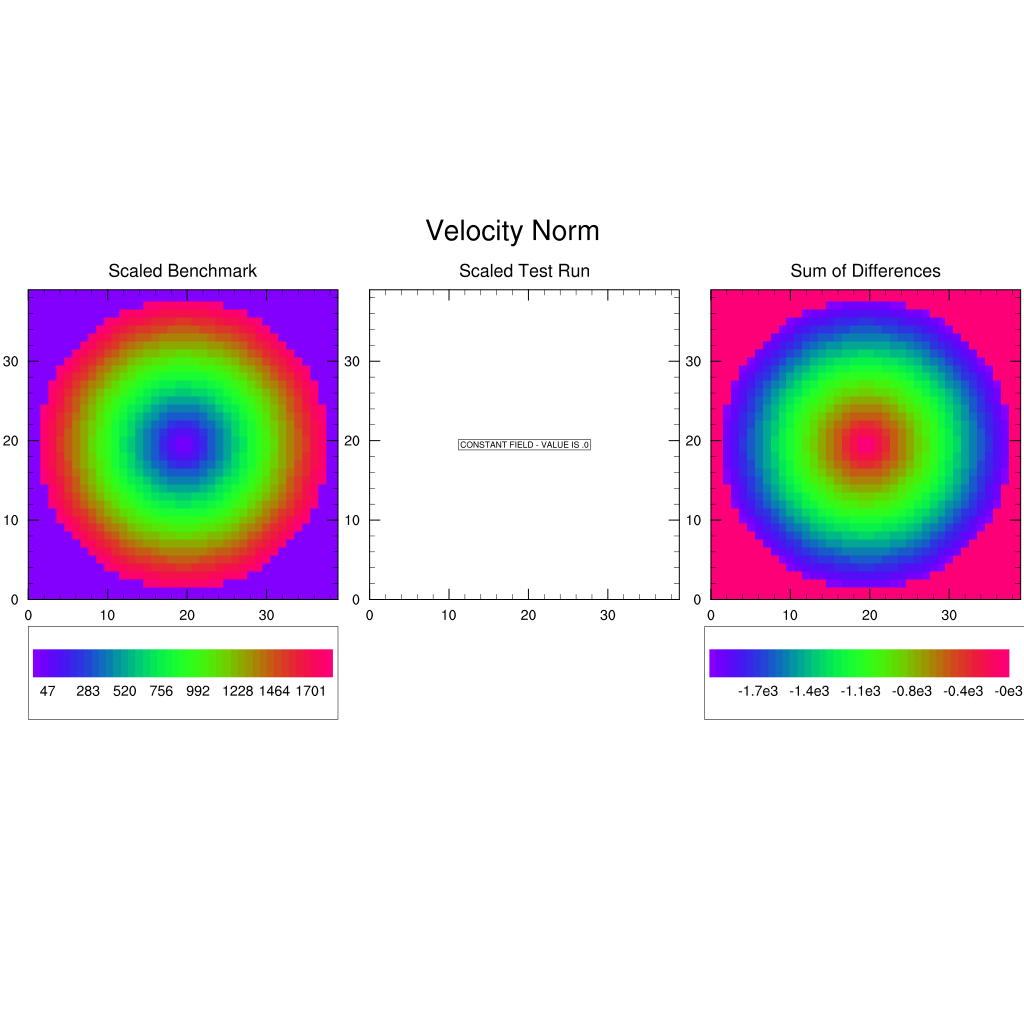 Velocity Norm
Scaled Benchmark
Scaled Test Run
Sum of Differences
30
20
10
0
0 10 20 30
30
20
10
0
0 10 20 30
CONSTANT FIELD - VALUE IS .0
30
20
10
0
0 10 20 30
47 283 520 756 992 1228 1464 1701
-1.7e3 -1.4e3 -1.1e3 -0.8e3 -0.4e3 -0e3